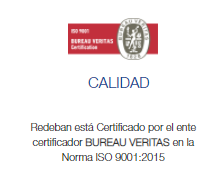 ISO 9001
BUREAU VERITAS
Certification
BUREAU VERITAS
1828
CALIDAD
Redeban está Certificado por el ente
certificador BUREAU VERITAS en la
Norma ISO 9001:2015